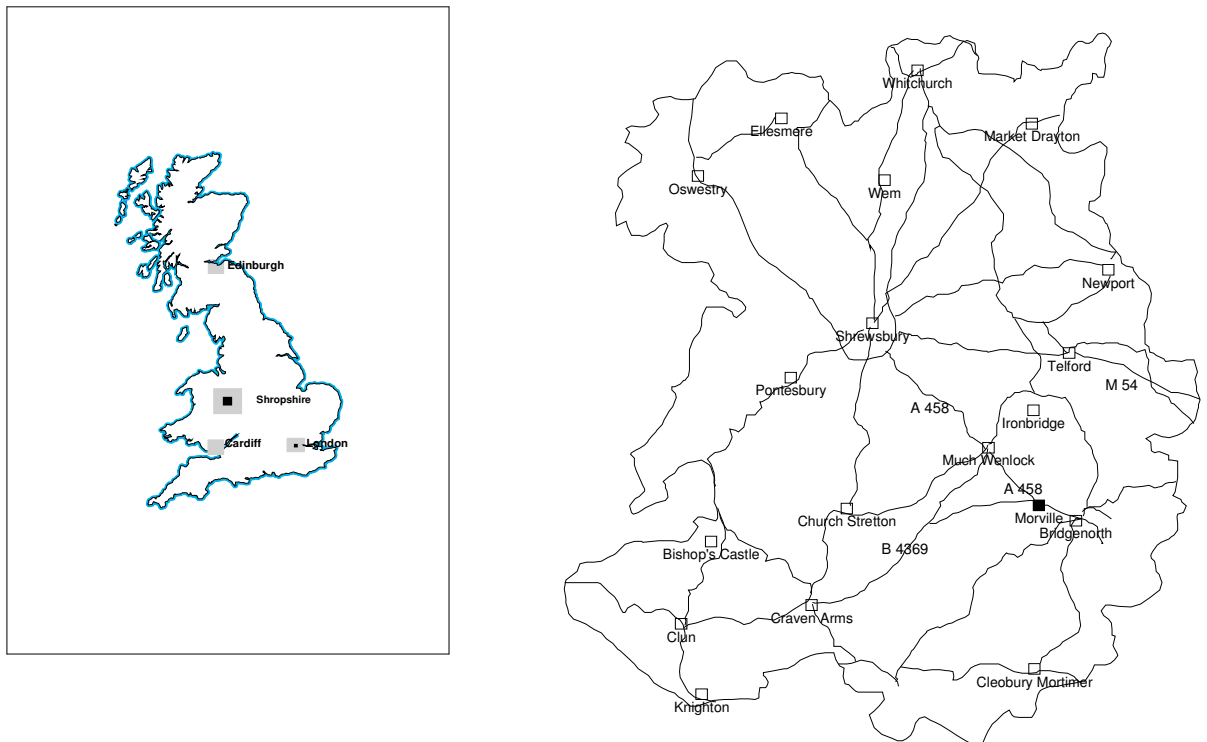 Edinburgh
Shropshire
Cardiff
London
Whitchurch
Ellesmere
Market Drayton
Oswestry
Wem
Newport
Shrewsbury
Telford
M 54
Pontesbury
A 458
Ironbridge
Much Wenlock
A 458
Church Stretton
Morville
Bridgenorth
B 4369
Bishop's Castle
Craven Arms
Clun
Cleobury Mortimer
Knighton